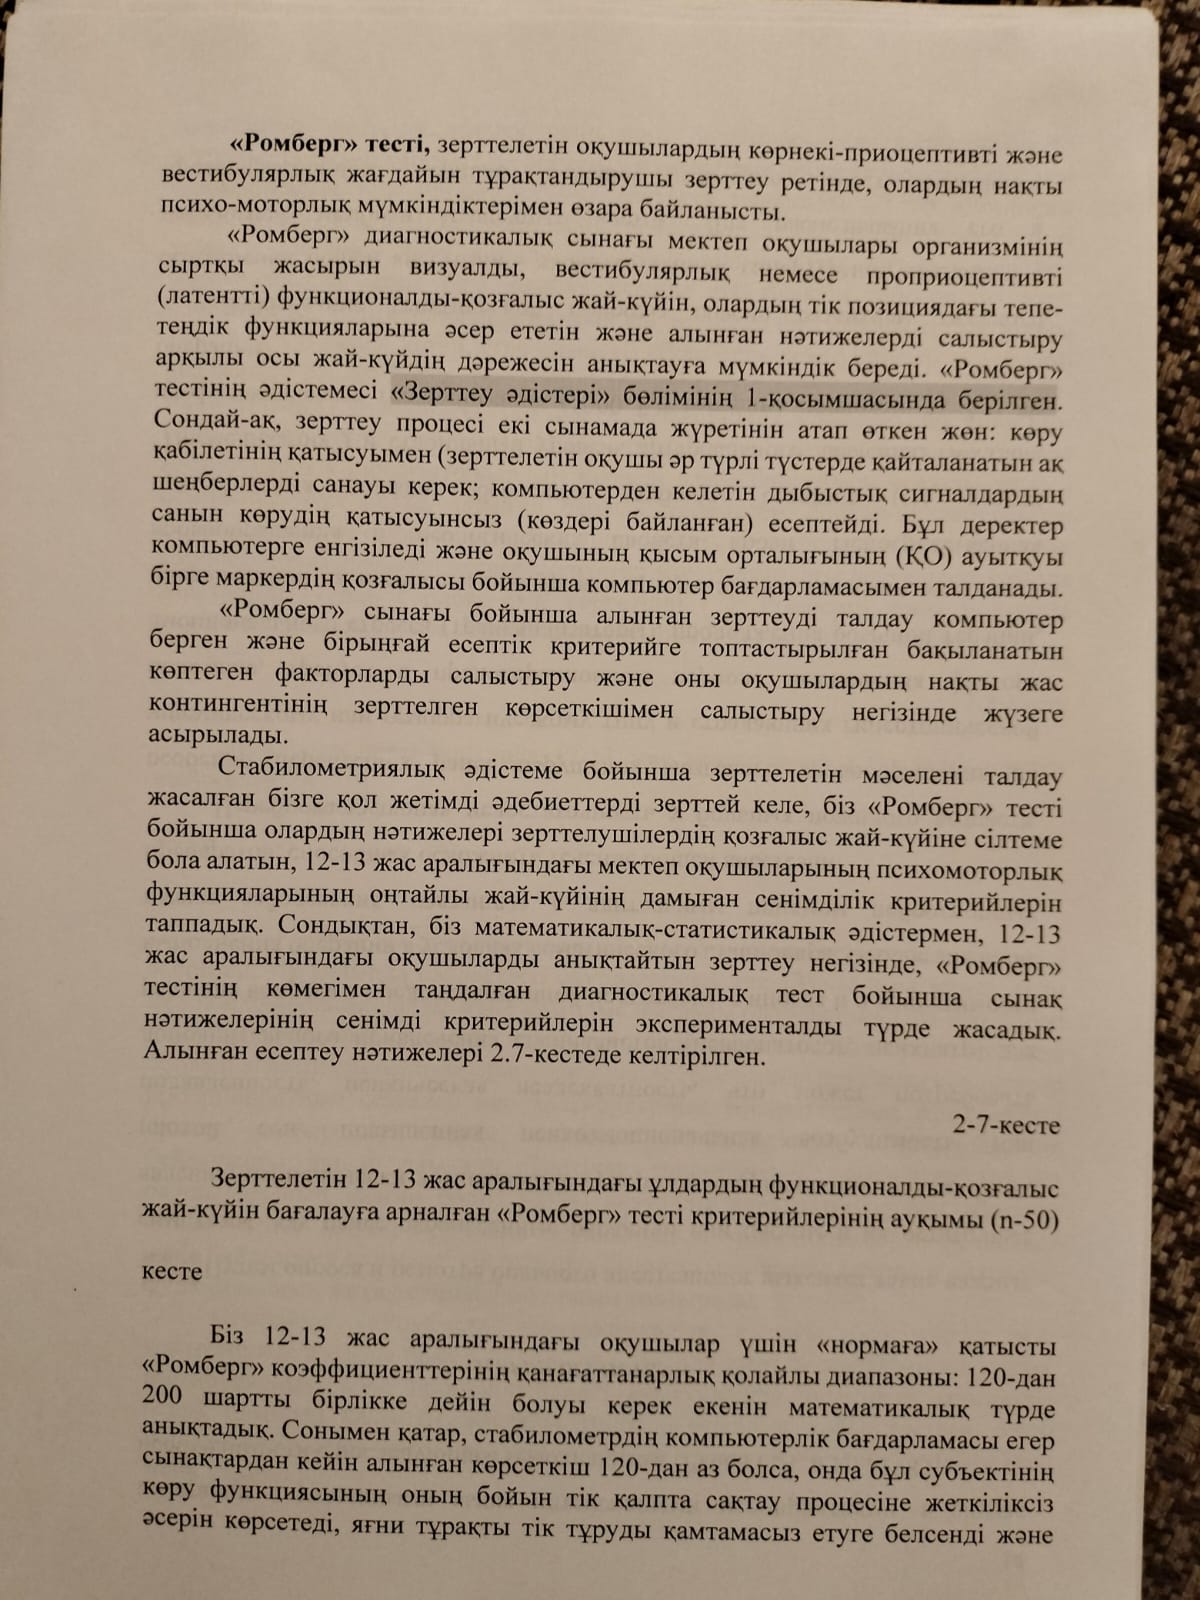 «Ромберг» тесті, зерттелетін оқушылардың көрнекі-приоцептивті және
вестибулярлық жағдайын тұрақтандырушы зерттеу ретінде, олардың нақты
психо-моторлық мүмкіндіктерімен өзара байланысты.
«Ромберг» диагностикалық сынағы мектеп оқушылары организмінің
сыртқы жасырын визуалды, вестибулярлық немесе проприоцептивті
(латентті) функционалды-қозғалыс жай-күйін, олардың тік позициядағы тепе-
теңдік функцияларына әсер ететін және алынған нәтижелерді салыстыру
арқылы осы жай-күйдің дәрежесін анықтауға мүмкіндік береді. «Ромберг»
тестінің әдістемесі «Зерттеу әдістері» бөлімінің 1-қосымшасында берілген.
Сондай-ақ, зерттеу процесі екі сынамада жүретінін атап өткен жөн: көру
қабілетінің қатысуымен (зерттелетін оқушы әр түрлі түстерде қайталанатын ақ
шеңберлерді санауы керек; компьютерден келетін дыбыстық сигналдардың
санын көрудің қатысуынсыз (көздері байланған) есептейді. Бұл деректер
компьютерге енгізіледі және оқушының қысым орталығының (ҚО) ауытқуы
бірге маркердің қозғалысы бойынша компьютер бағдарламасымен талданады.
«Ромберг» сынағы бойынша алынған зерттеуді талдау компьютер
берген және бірыңғай есептік критерийге топтастырылған бақыланатын
көптеген факторларды салыстыру және оны оқушылардың нақты жас
контингентінің зерттелген көрсеткішімен салыстыру негізінде жүзеге
асырылады.
Стабилометриялық әдістеме бойынша зерттелетін мәселені талдау
жасалған бізге қол жетімді әдебиеттерді зерттей келе, біз «Ромберг» тесті
бойынша олардың нәтижелері зерттелушілердің қозғалыс жай-күйіне сілтеме
бола алатын, 12-13 жас аралығындағы мектеп оқушыларының психомоторлық
функцияларының оңтайлы жай-күйінің дамыған сенімділік критерийлерін
таппадық. Сондықтан, біз математикалық-статистикалық әдістермен, 12-13
жас аралығындағы оқушыларды анықтайтын зерттеу негізінде, «Ромберг»
тестінің көмегімен таңдалған диагностикалық тест бойынша сынақ
нәтижелерінің сенімді критерийлерін эксперименталды түрде жасадық.
Алынған есептеу нәтижелері 2.7-кестеде келтірілген.
2-7-кесте
Зерттелетін 12-13 жас аралығындағы ұлдардың функционалды-қозғалыс
жай-күйін бағалауға арналған «Ромберг» тесті критерийлерінің ауқымы (n-50)
кесте
Біз 12-13 жас аралығындағы оқушылар үшін «нормаға» қатысты
«Ромберг» коэффициенттерінің қанағаттанарлық қолайлы диапазоны: 120-дан
200 шартты бірлікке дейін болуы керек екенін математикалық түрде
анықтадық. Сонымен қатар, стабилометрдің компьютерлік бағдарламасы егер
сынақтардан кейін алынған көрсеткіш 120-дан аз болса, онда бұл субъектінің
көру функциясының оның бойын тік қалпта сақтау процесіне жеткіліксіз
әсерін көрсетеді, яғни тұрақты тік тұруды қамтамасыз етуге белсенді және